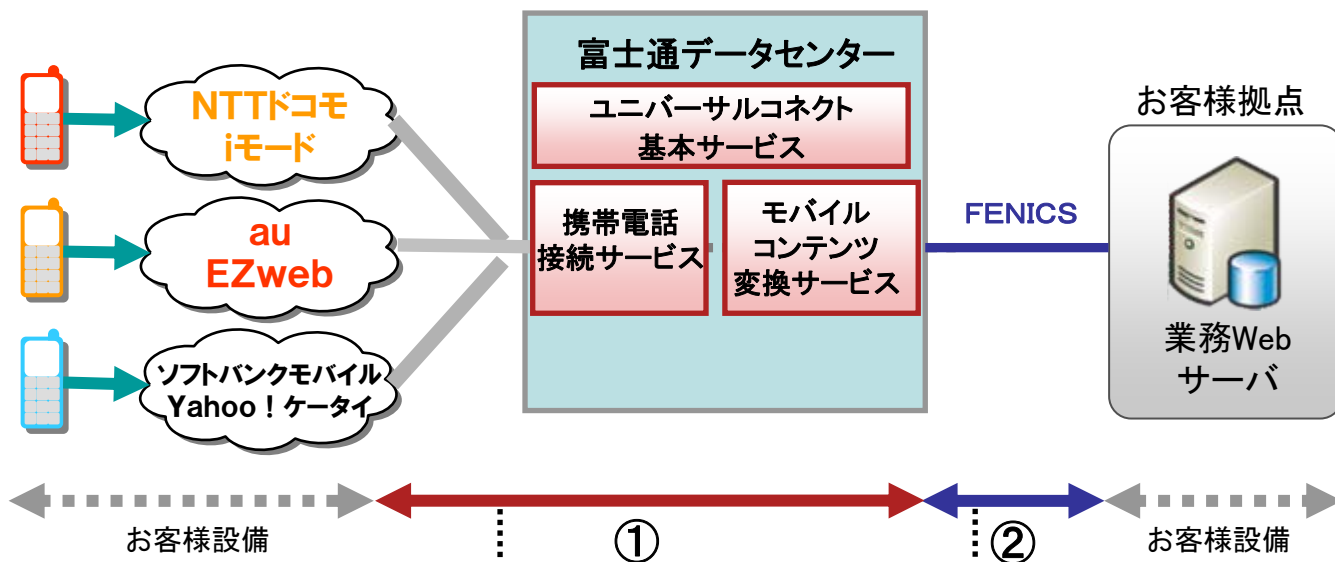 富士通データセンター
NTTドコモ
iモード
ユニバーサルコネクト
基本サービス
お客様拠点
au
EZweb
携帯電話
接続サービス
モバイル
コンテンツ
変換サービス
FENICS
ソフトバンクモバイル
Yahoo！ケータイ
業務Web
サーバ
お客様設備
①
②
お客様設備